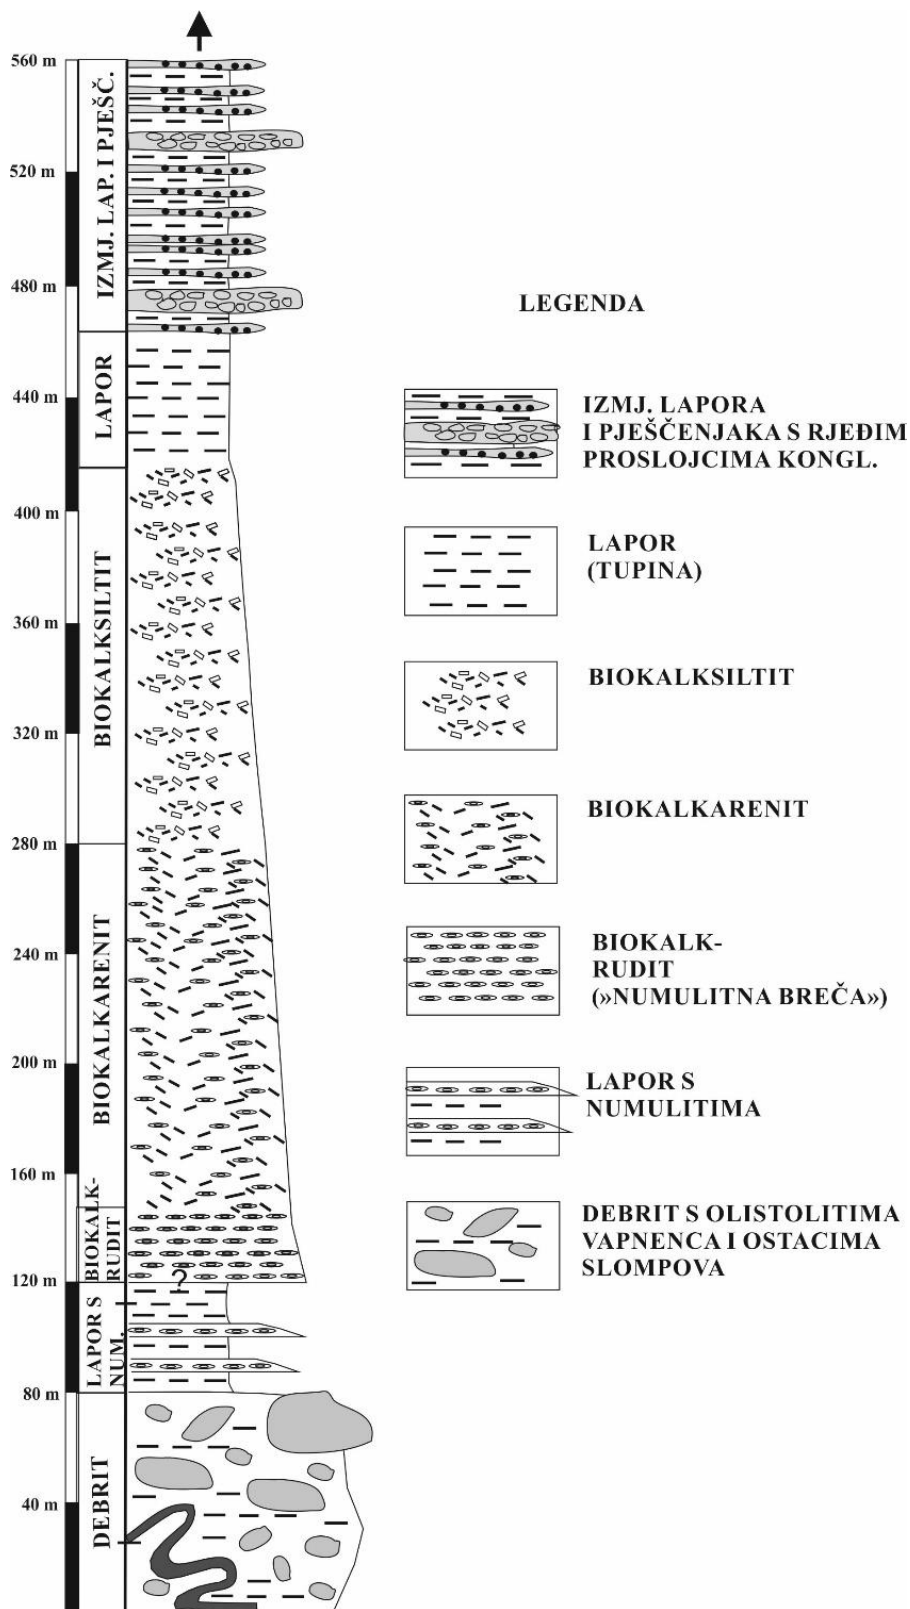 560 m
520 m
480 m
440 m
400 m
360 m
320 m
280 m
240 m
200 m
160 m
120 m
80 m
40 m
IZMJ. LAP. I PJEŠČ.
LAPOR
BIOKALKSILTIT
BIOKALKARENIT
BIOKALK-
RUDIT
?
LAPOR S
NUM.
DEBRIT
LEGENDA
IZMJ. LAPORA
I PJEŠČENJAKA S RJEĐIM
PROSLOJCIMA KONGL.
LAPOR
(TUPINA)
BIOKALKSILTIT
BIOKALKARENIT
BIOKALK-
RUDIT
(»NUMULITNA BREČA»)
LAPOR S
NUMULITIMA
DEBRIT S OLISTOLITIMA
VAPNENCA I OSTACIMA
SLOMPOVA